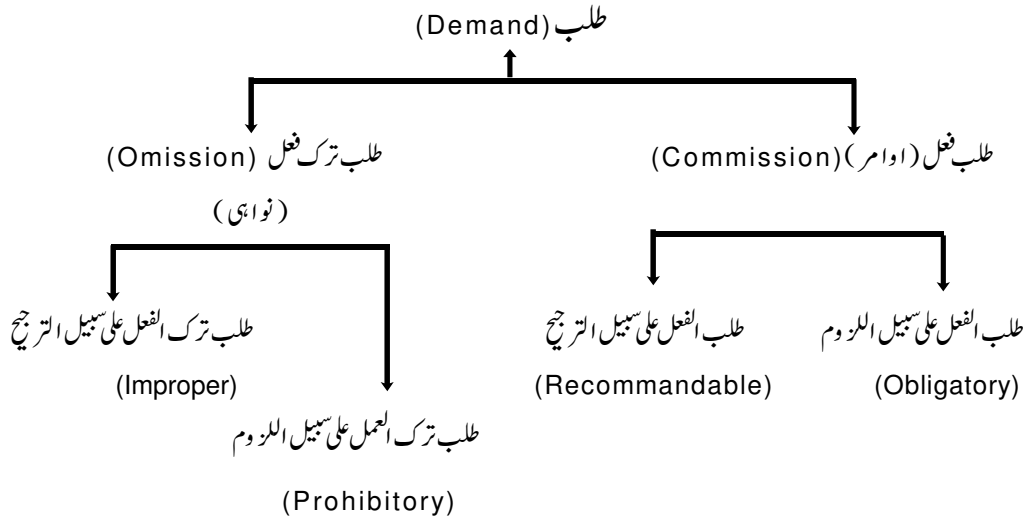 طلب (Demand)
طلب فعل (اوامر) (Commission)
طلب ترک فعل (Omission)
(نواہی)
طلب الفعل علی سبیل اللزوم
(Obligatory)
طلب الفعل علی سبیل الترجیح
(Recommandable)
طلب ترک الفعل علی سبیل الترجیح
(Improper)
طلب ترک العمل علی سبیل اللزوم
(Prohibitory)